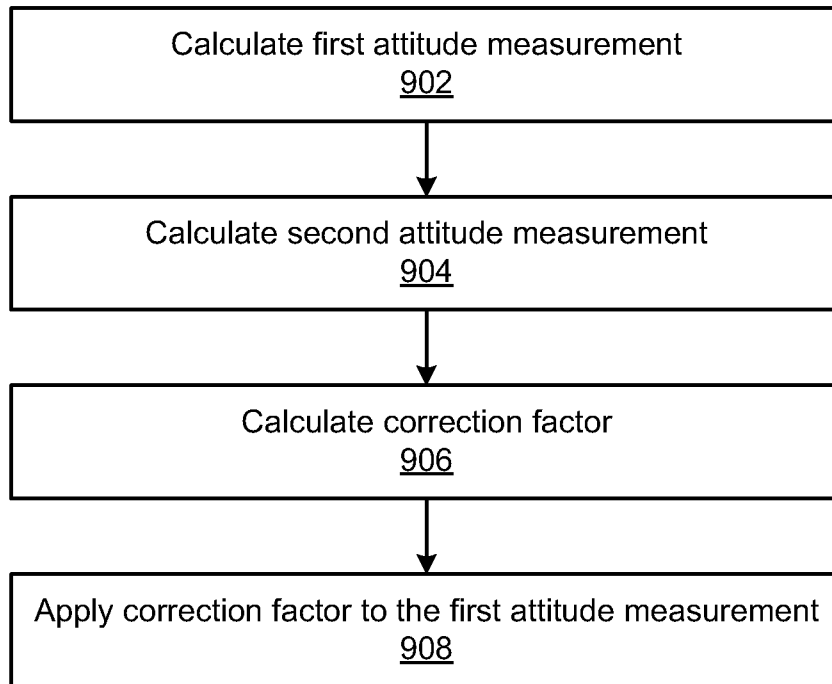 Calculate first attitude measurement
902
Calculate second attitude measurement
904
Calculate correction factor
906
Apply correction factor to the first attitude measurement
908